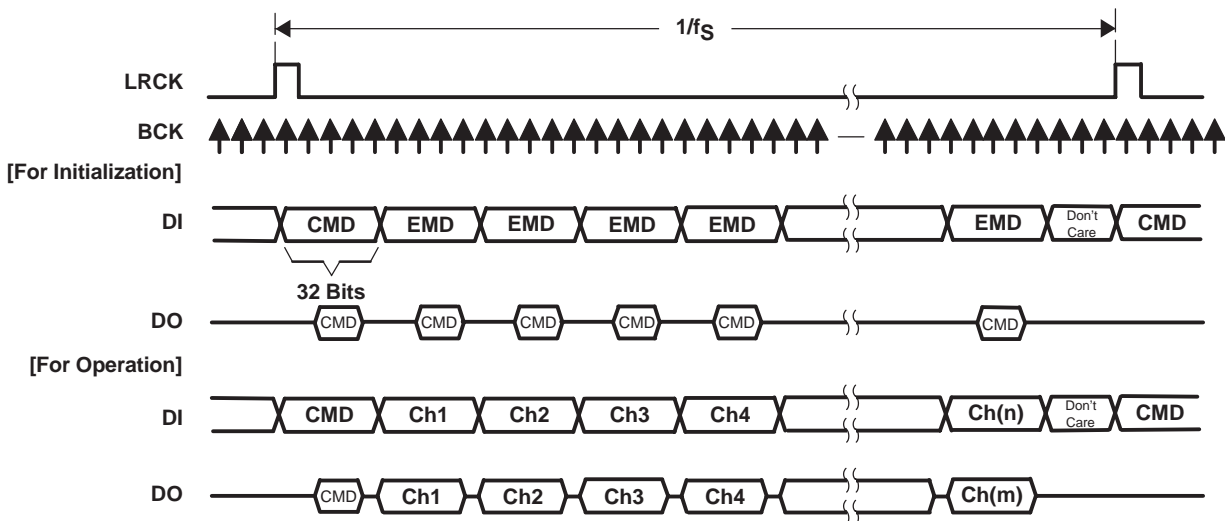 1/fS
LRCK
BCK
[For Initialization]
DI CMD EMD EMD EMD EMD EMD Don't Care CMD
32 Bits
DO CMD CMD CMD CMD CMD CMD
[For Operation]
DI CMD Ch1 Ch2 Ch3 Ch4 Ch(n) Don't Care CMD
DO CMD Ch1 Ch2 Ch3 Ch4 Ch(m)